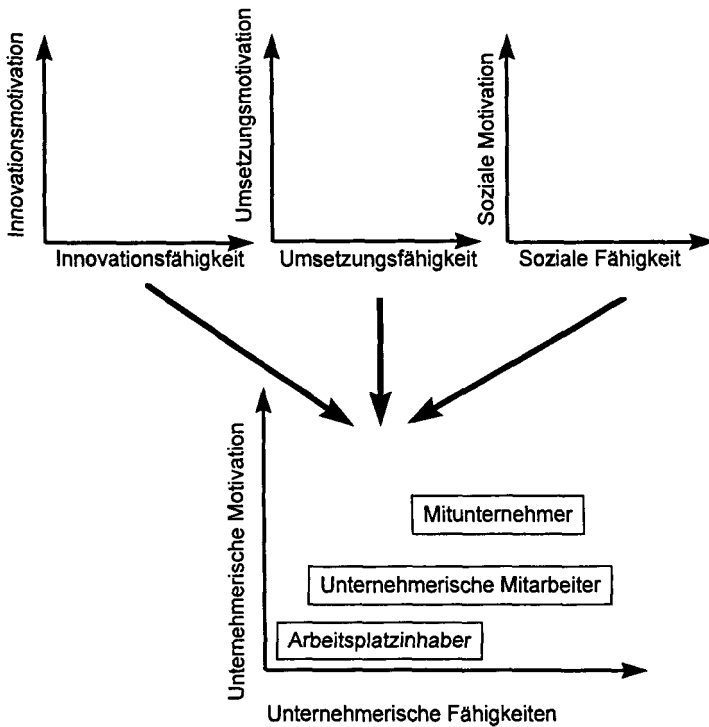 Innovationsmotivation
Innovationsfähigkeit
Umsetzungsmotivation
Umsetzungsfähigkeit
Soziale Motivation
Soziale Fähigkeit
Unternehmerische Motivation
Mitunternehmer
Unternehmerische Mitarbeiter
Arbeitsplatzinhaber
Unternehmerische Fähigkeiten